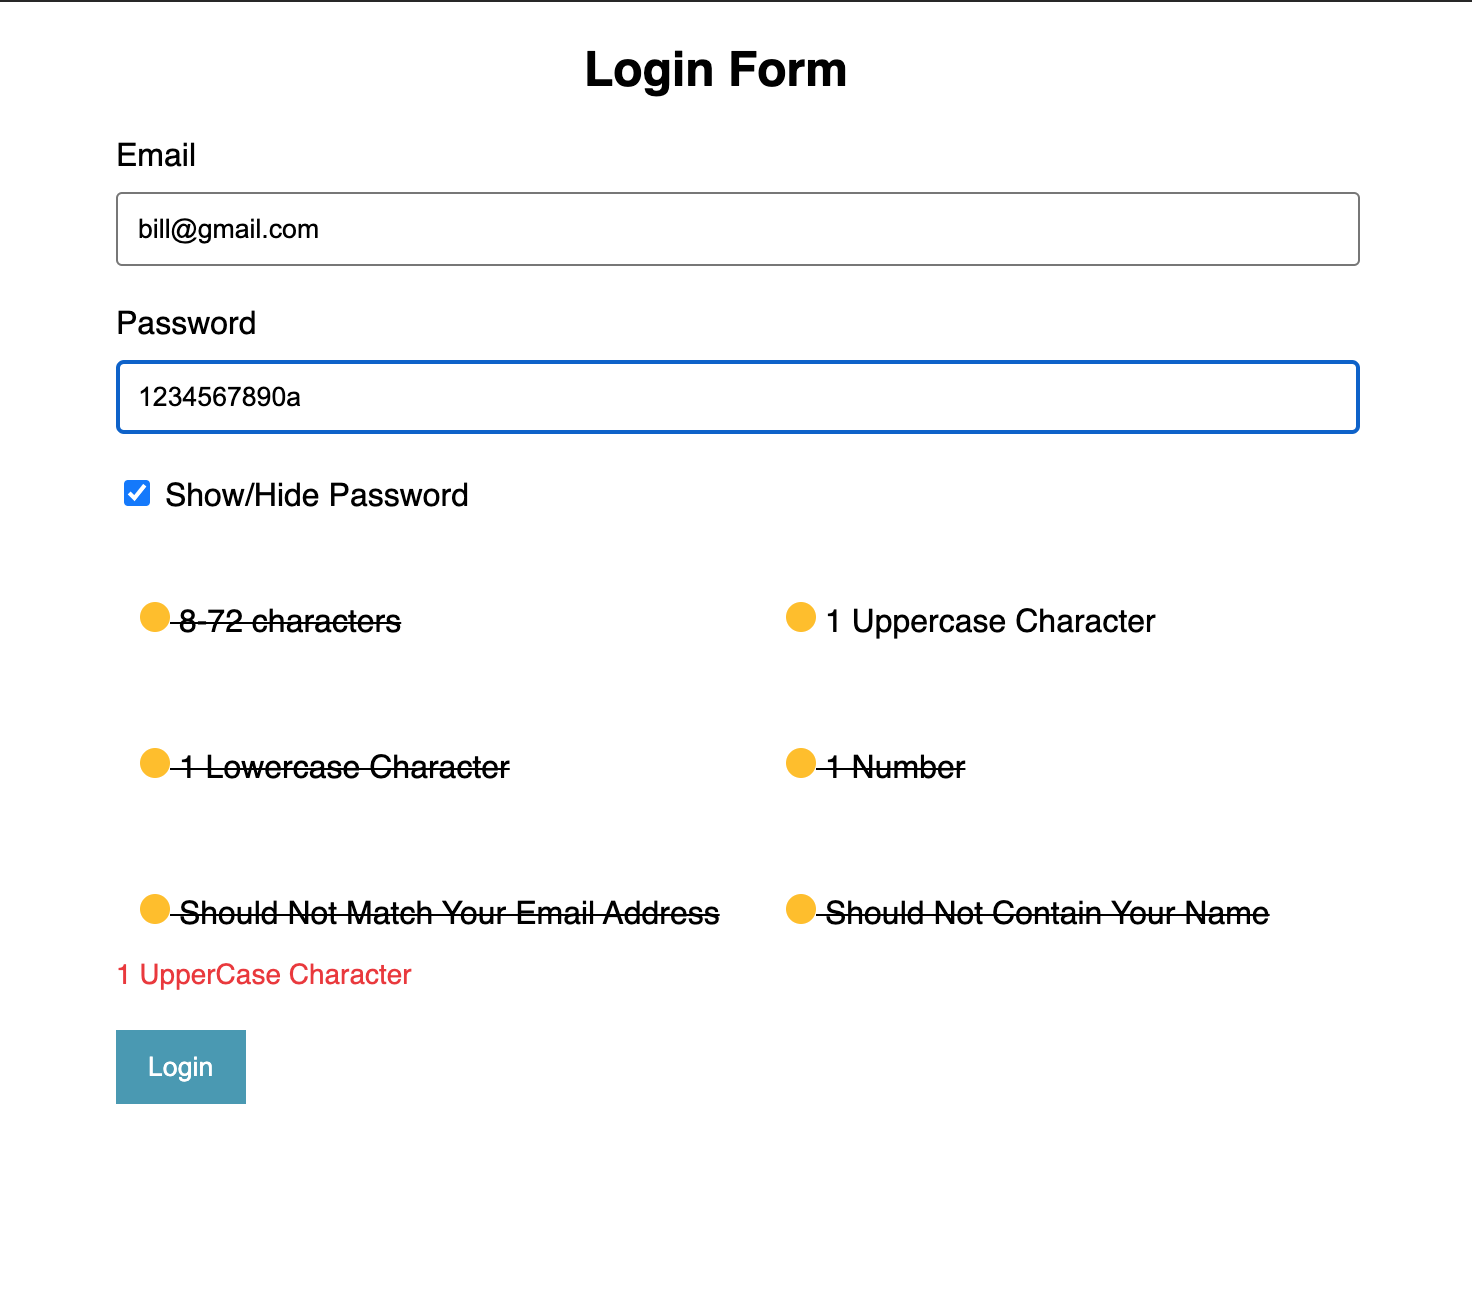 Login Form
Email
bill@gmail.com
Password
1234567890a
Show/Hide Password
8-72 characters
1 Uppercase Character
1 Lowercase Character
1 Number
Should Not Match Your Email Address
Should Not Contain Your Name
1 UpperCase Character
Login